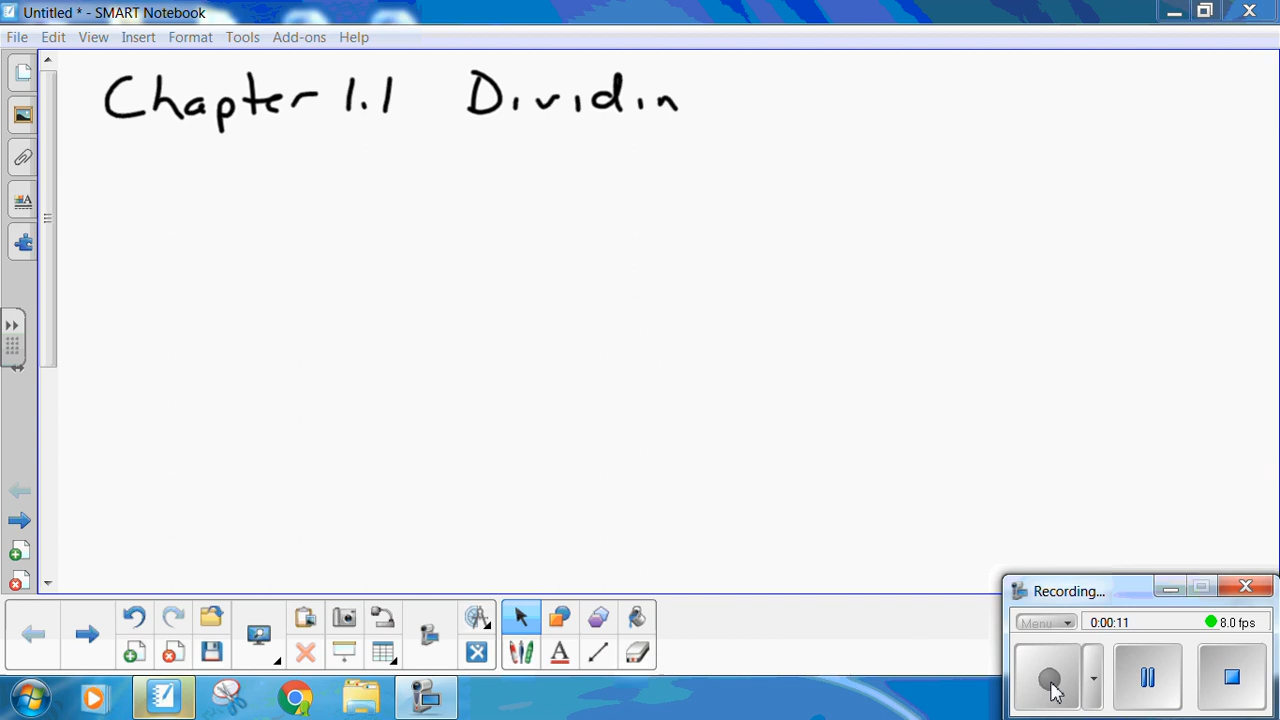 Untitled * - SMART Notebook
File Edit View Insert Format Tools Add-ons Help
Chapter 1.1 Dividin
Recording...
Menu 0:00:11 8.0 fps